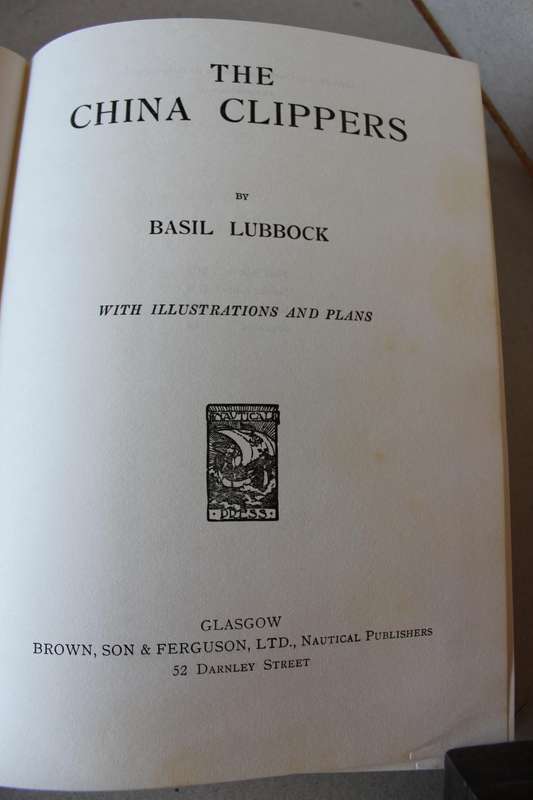 THE
CHINA CLIPPERS
BY
BASIL LUBBOCK
WITH ILLUSTRATIONS AND PLANS
NAUTICAL
PRESS
GLASGOW
BROWN, SON & FERGUSON, LTD., NAUTICAL PUBLISHERS
52 DARNLEY STREET